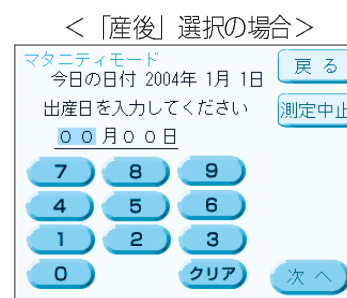 ＜「産後」選択の場合＞
マタニティモード
戻る
今日の日付 2004年 1月 1日
出産日を入力してください
測定中止
００月００日
7 8 9
4 5 6
1 2 3
0 クリア
次へ